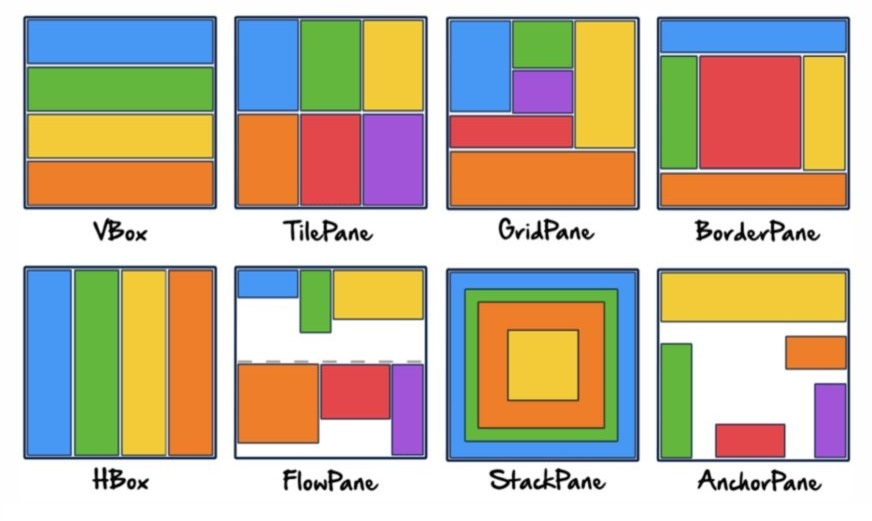 VBox
TilePane
GridPane
BorderPane
HBox
FlowPane
StackPane
AnchorPane